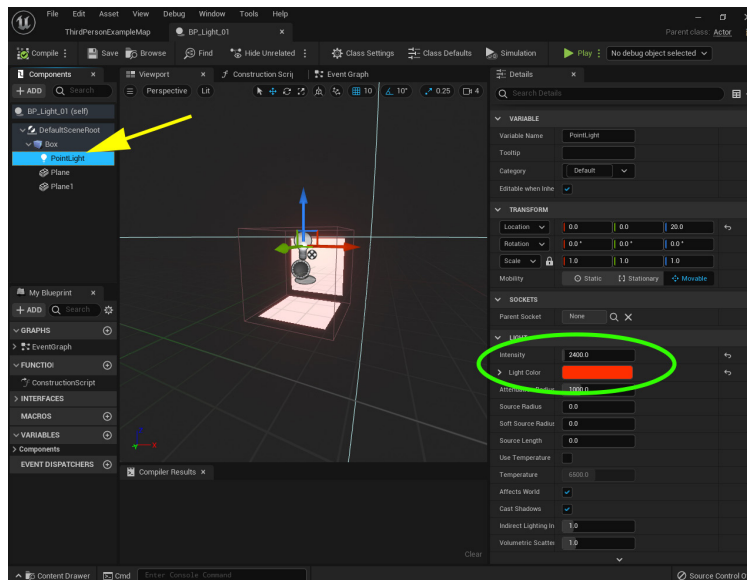 File Edit Asset View Debug Window Tools Help
ThirdPersonExampleMap BP_Light_01 ×
Parent class: Actor
Compile Save Browse Find Hide Unrelated Class Settings Class Defaults Simulation Play No debug object selected
Components × Viewport × Construction Scrij Event Graph Details ×
+ ADD Search Perspective Lit 10 10° 0.25 4 Search Details
BP_Light_01 (self)
DefaultSceneRoot
Box
PointLight
Plane
Plane1
X
My Blueprint ×
+ ADD Search
GRAPHS
EventGraph
FUNCTIOI
ConstructionScript
INTERFACES
MACROS
VARIABLES
Components
EVENT DISPATCHERS
Compiler Results ×
Clear
VARIABLE
Variable Name PointLight
Tooltip
Category Default
Editable when Inhe
TRANSFORM
Location 0.0 0.0 20.0
Rotation 0.0 ° 0.0 ° 0.0 °
Scale 1.0 1.0 1.0
Mobility Static Stationary Movable
SOCKETS
Parent Socket None
LIGHT
Intensity 2400.0
Light Color
Attenuation Radius 1000.0
Source Radius 0.0
Soft Source Radiu 0.0
Source Length 0.0
Use Temperature
Temperature 6500.0
Affects World
Cast Shadows
Indirect Lighting In 1.0
Volumetric Scatter 1.0
Content Drawer Cmd Enter Console Command Source Control O